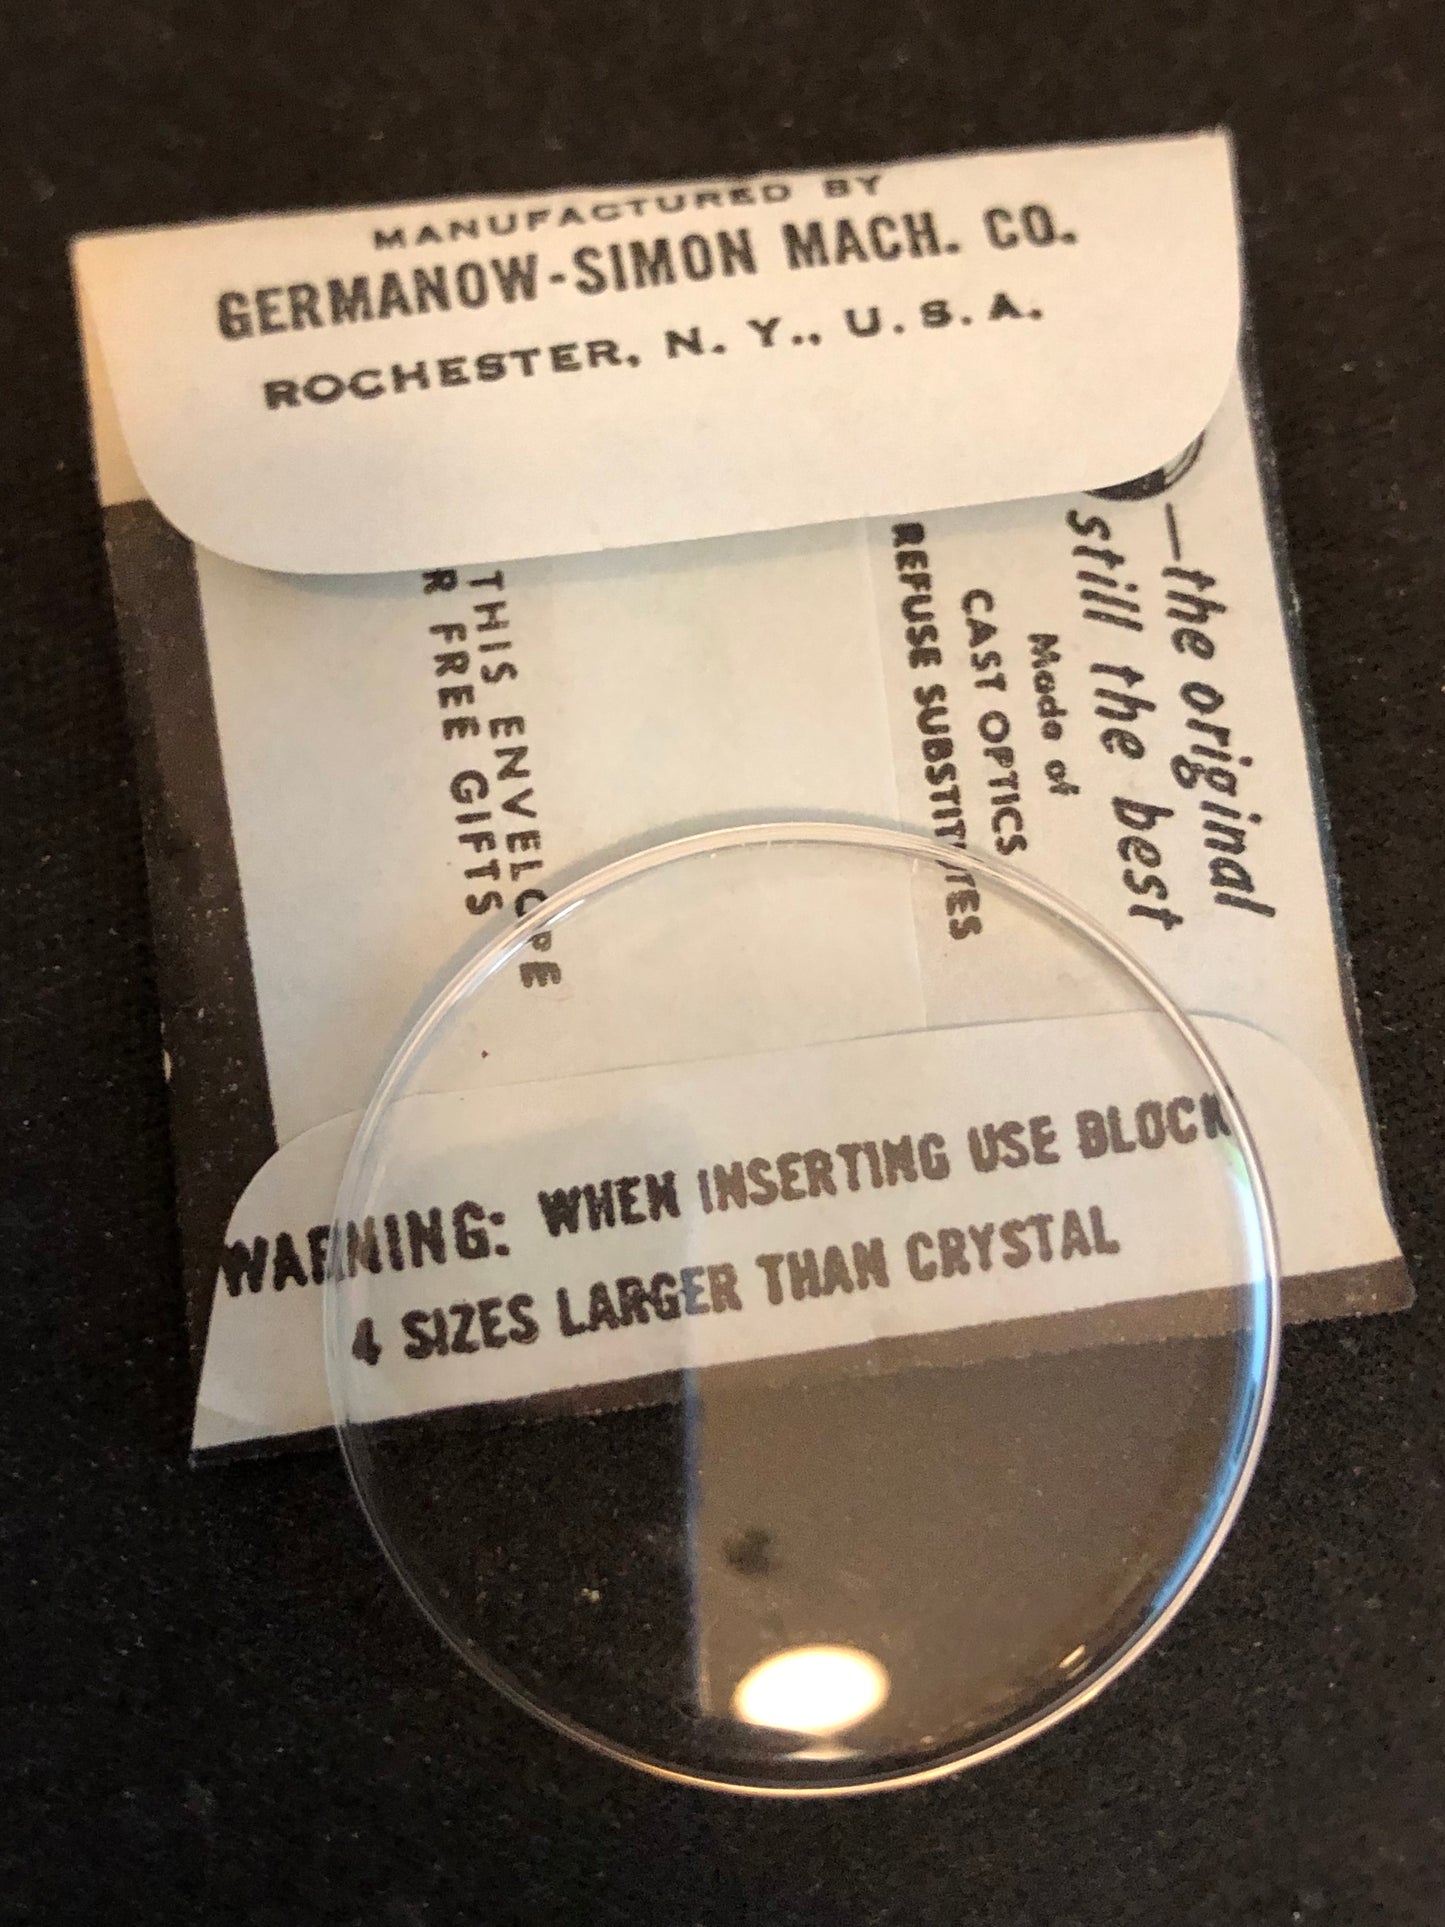 MANUFACTURED BY
GERMANOW-SIMON MACH. CO.
ROCHESTER, N. Y., U. S. A.
—the original
still the best
Made of
CAST OPTICS
REFUSE SUBSTITUTES
THIS ENVELOPE
R FREE GIFTS
WARNING: WHEN INSERTING USE BLOCK
4 SIZES LARGER THAN CRYSTAL